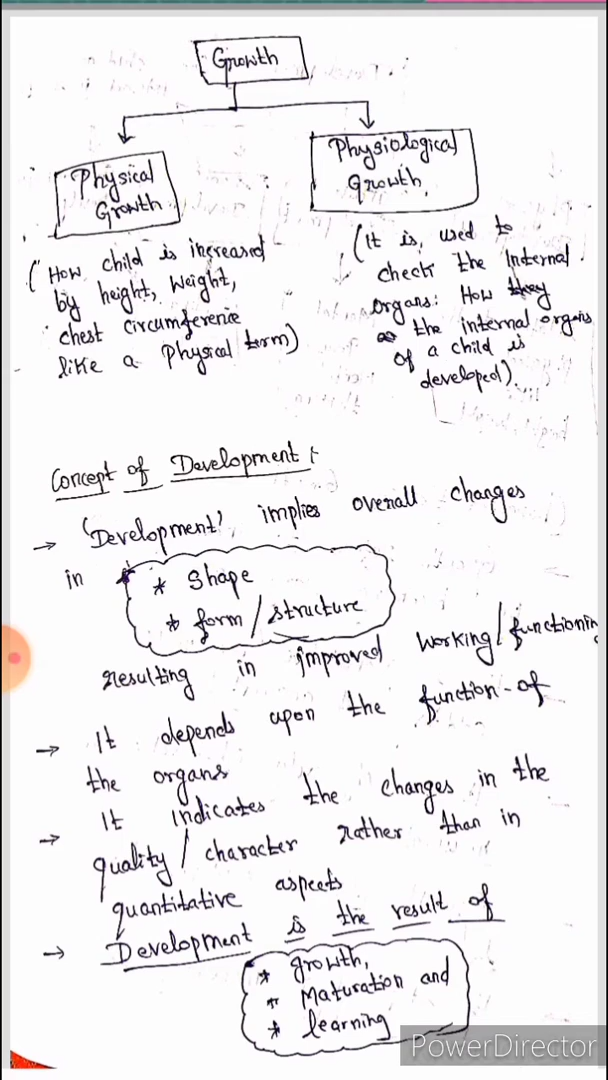 Growth
Physical
Growth
Physiological
Growth
(How child is increased
by height, Weight,
chest circumference
like a Physical term)
(It is used to
check the Internal
organs: How they
the internal organs
of a child is
developed).
Concept of Development :
→ 'Development' implies overall changes
in
* Shape
* form / structure
resulting in improved working/functioning
→ It depends upon the function of
the organs
→ It indicates the changes in the
quality / character rather than in
quantitative aspects
→ Development is the result of
* growth,
* Maturation and
* learning
PowerDirector